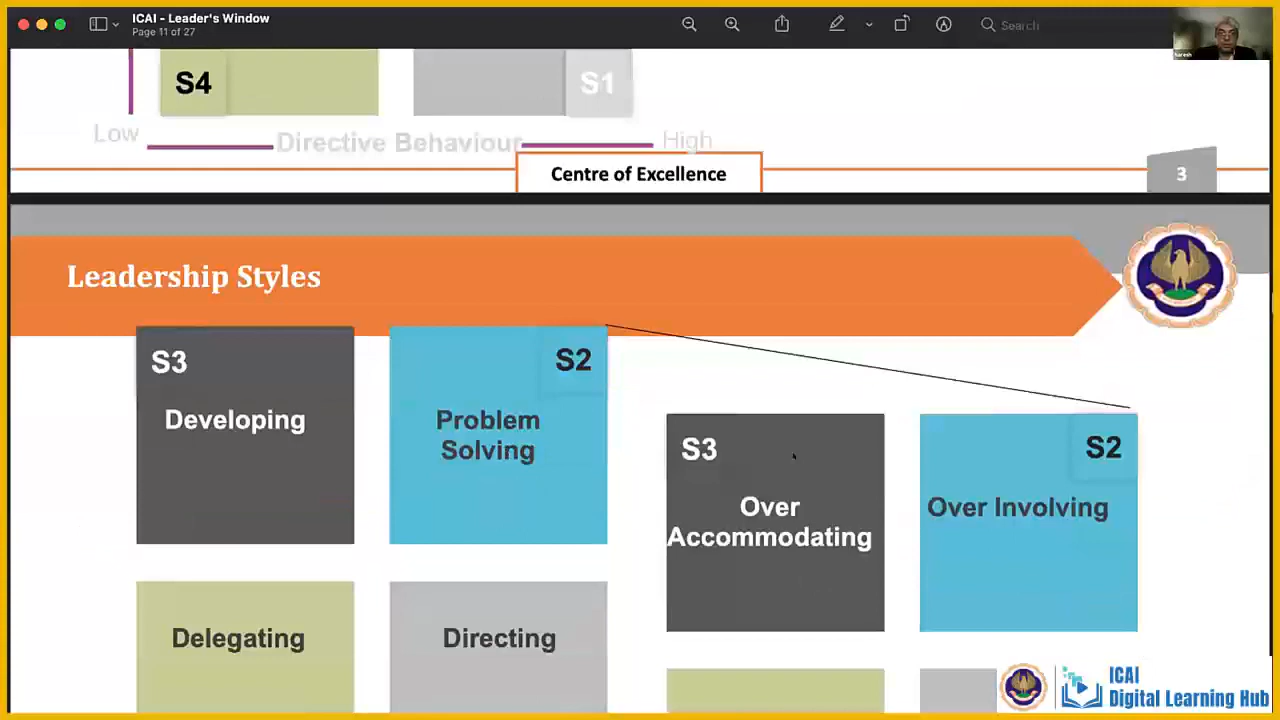 ICAI - Leader's Window
Page 11 of 27
Search
Naresh
S4
S1
Low
Directive Behaviour
High
Centre of Excellence
3
Leadership Styles
S3
Developing
S2
Problem
Solving
S3
Over
Accommodating
S2
Over Involving
Delegating
Directing
ICAI
Digital Learning Hub